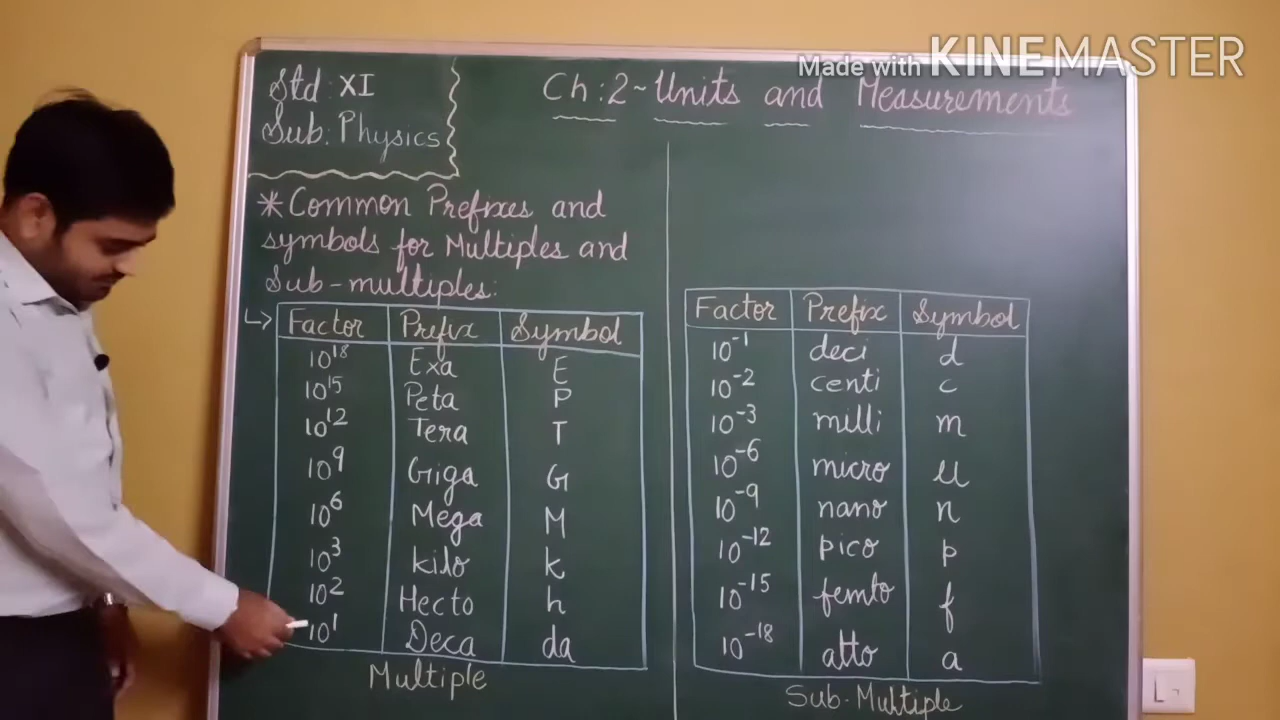 Made with KINEMASTER
Std : XI
Sub : Physics
Ch : 2 ~ Units and Measurements
* Common Prefixes and
symbols for Multiples and
Sub-multiples:
→ Factor Prefix Symbol
10¹⁸ Exa E
10¹⁵ Peta P
10¹² Tera T
10⁹ Giga G
10⁶ Mega M
10³ kilo k
10² Hecto h
10¹ Deca da
Multiple
Factor Prefix Symbol
10⁻¹ deci d
10⁻² centi c
10⁻³ milli m
10⁻⁶ micro μ
10⁻⁹ nano n
10⁻¹² pico p
10⁻¹⁵ femto f
10⁻¹⁸ atto a
Sub-Multiple